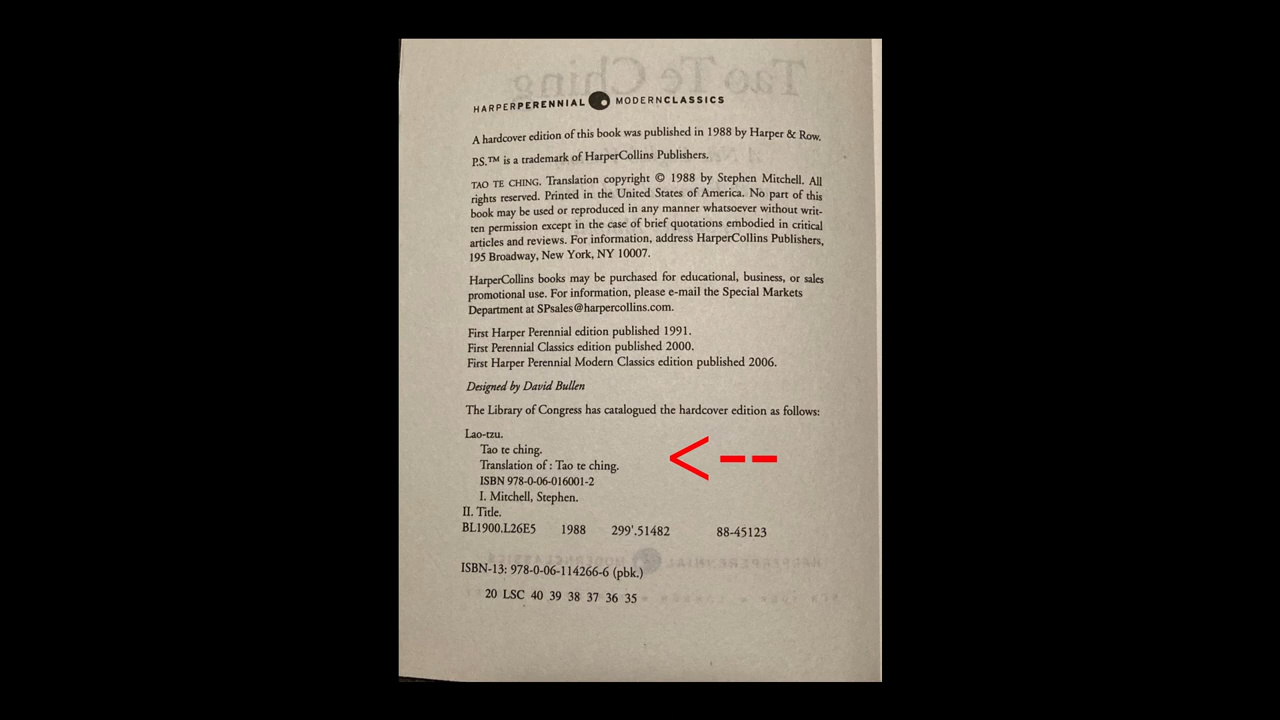 Tao Te Ching
HARPERPERENNIAL MODERNCLASSICS
A hardcover edition of this book was published in 1988 by Harper & Row.
P.S.™ is a trademark of HarperCollins Publishers.
TAO TE CHING. Translation copyright © 1988 by Stephen Mitchell. All
rights reserved. Printed in the United States of America. No part of this
book may be used or reproduced in any manner whatsoever without writ-
ten permission except in the case of brief quotations embodied in critical
articles and reviews. For information, address HarperCollins Publishers,
195 Broadway, New York, NY 10007.
HarperCollins books may be purchased for educational, business, or sales
promotional use. For information, please e-mail the Special Markets
Department at SPsales@harpercollins.com.
First Harper Perennial edition published 1991.
First Perennial Classics edition published 2000.
First Harper Perennial Modern Classics edition published 2006.
Designed by David Bullen
The Library of Congress has catalogued the hardcover edition as follows:
Lao-tzu.
Tao te ching.
Translation of : Tao te ching.
<--
ISBN 978-0-06-016001-2
I. Mitchell, Stephen.
II. Title.
BL1900.L26E5 1988 299'.51482 88-45123
HARPERPERENNIAL MODERNCLASSICS
ISBN-13: 978-0-06-114266-6 (pbk.)
20 LSC 40 39 38 37 36 35